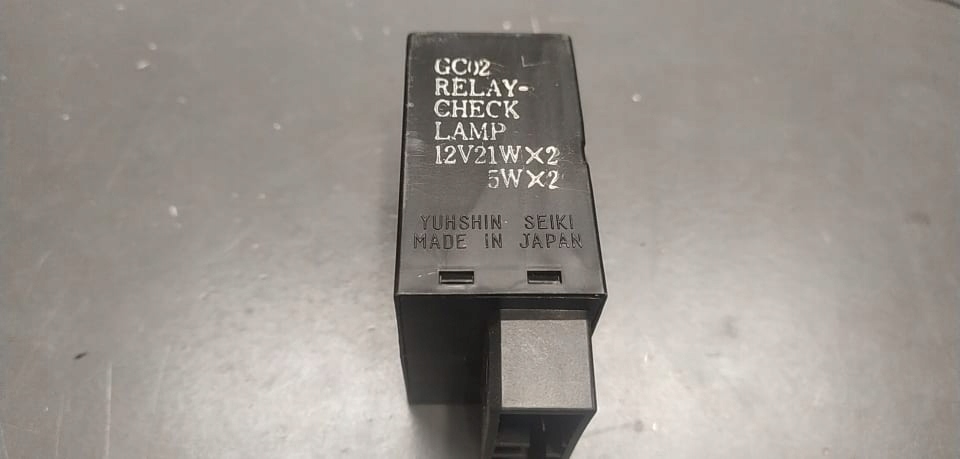 GC02
RELAY-
CHECK
LAMP
12V21W×2
5W×2
YUHSHIN SEIKI
MADE IN JAPAN